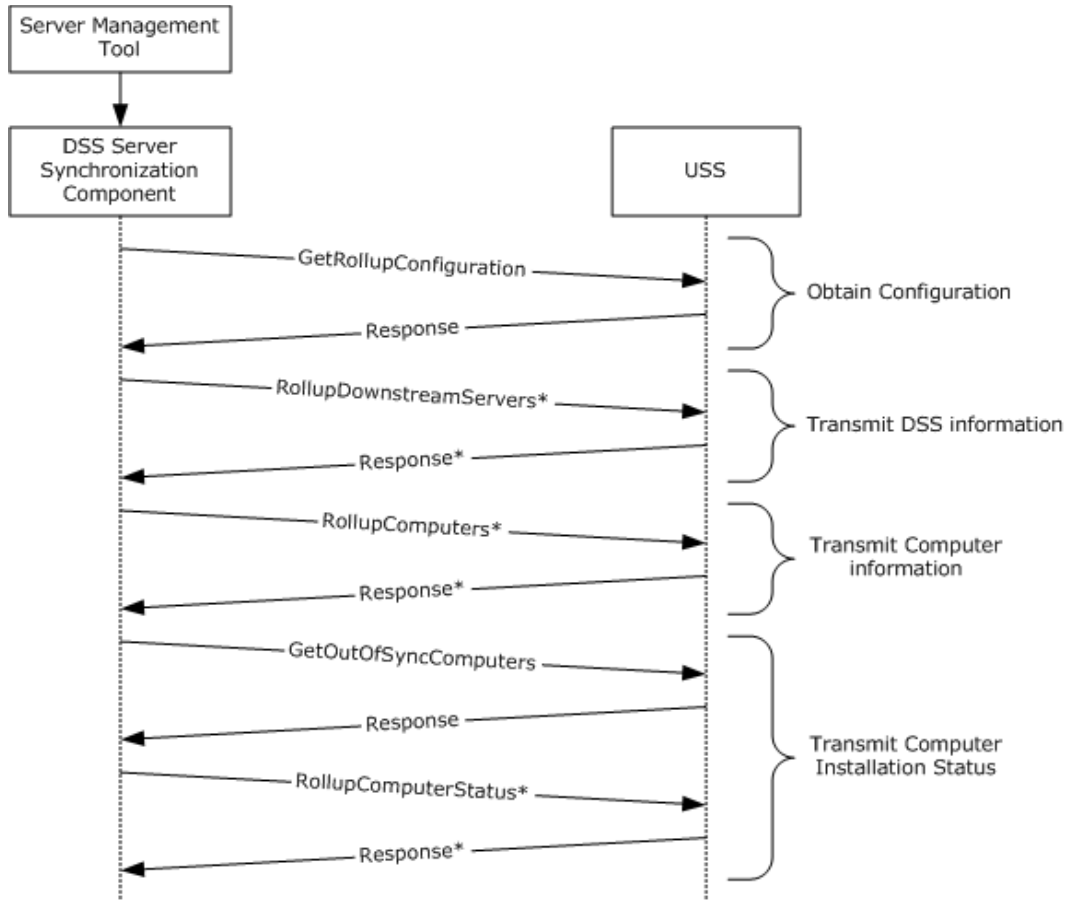 Server Management
Tool
DSS Server
Synchronization
Component
USS
GetRollupConfiguration
Response
Obtain Configuration
RollupDownstreamServers*
Response*
Transmit DSS information
RollupComputers*
Response*
Transmit Computer
information
GetOutOfSyncComputers
Response
RollupComputerStatus*
Response*
Transmit Computer
Installation Status